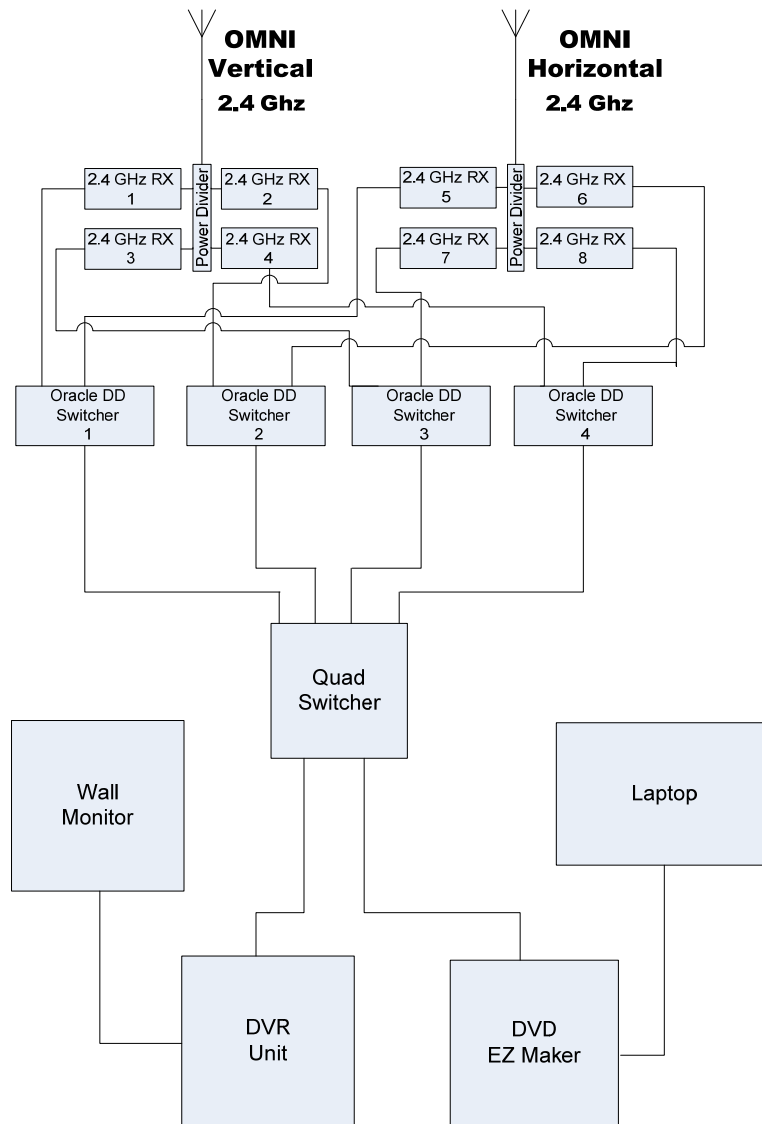 OMNI
Vertical
2.4 Ghz
OMNI
Horizontal
2.4 Ghz
2.4 GHz RX
1
Power Divider
2.4 GHz RX
2
2.4 GHz RX
3
2.4 GHz RX
4
2.4 GHz RX
5
Power Divider
2.4 GHz RX
6
2.4 GHz RX
7
2.4 GHz RX
8
Oracle DD
Switcher
1
Oracle DD
Switcher
2
Oracle DD
Switcher
3
Oracle DD
Switcher
4
Quad
Switcher
Wall
Monitor
Laptop
DVR
Unit
DVD
EZ Maker